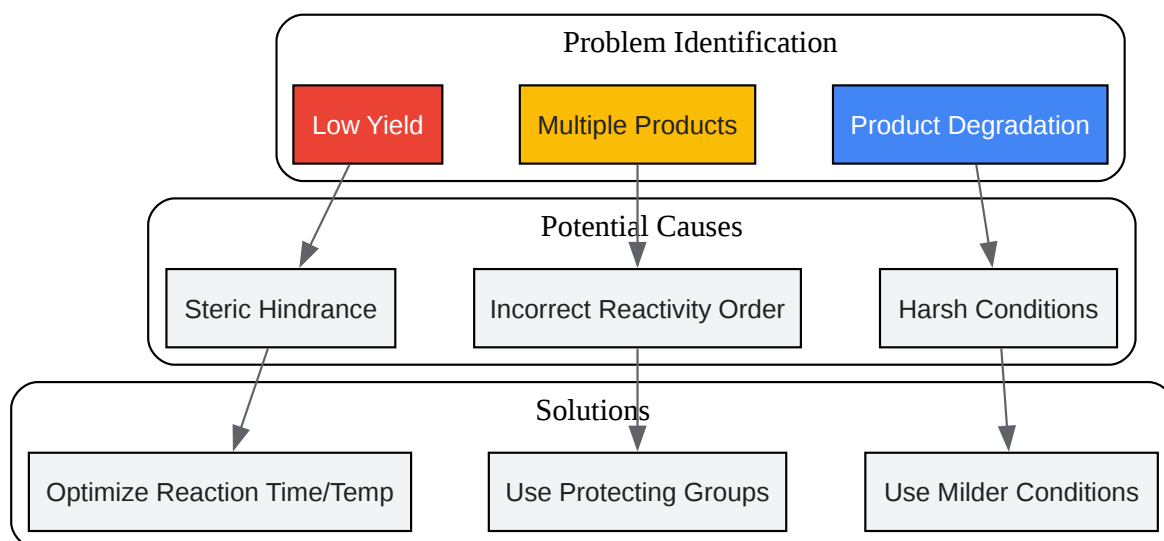 Problem Identification
Low Yield
Multiple Products
Product Degradation
Potential Causes
Steric Hindrance
Incorrect Reactivity Order
Harsh Conditions
Solutions
Optimize Reaction Time/Temp
Use Protecting Groups
Use Milder Conditions